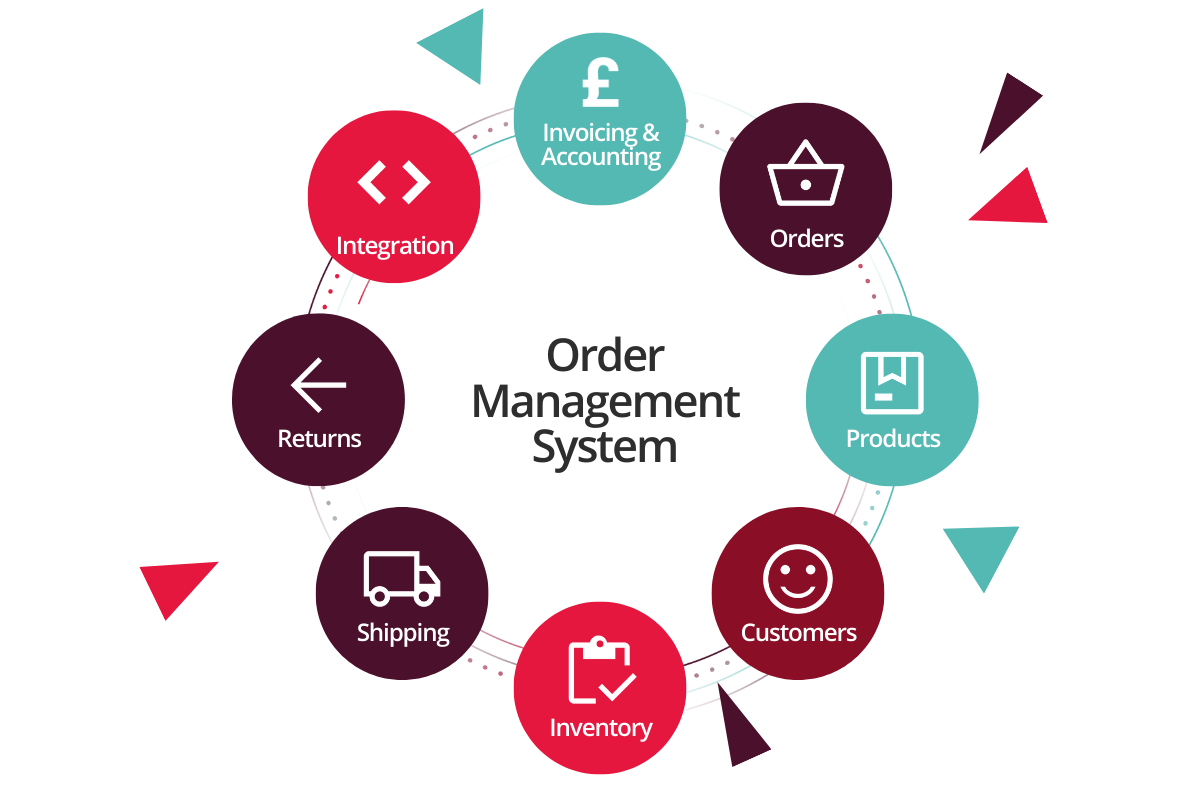 £
Invoicing &
Accounting
Orders
Integration
Order
Management
System
Returns
Products
Shipping
Customers
Inventory